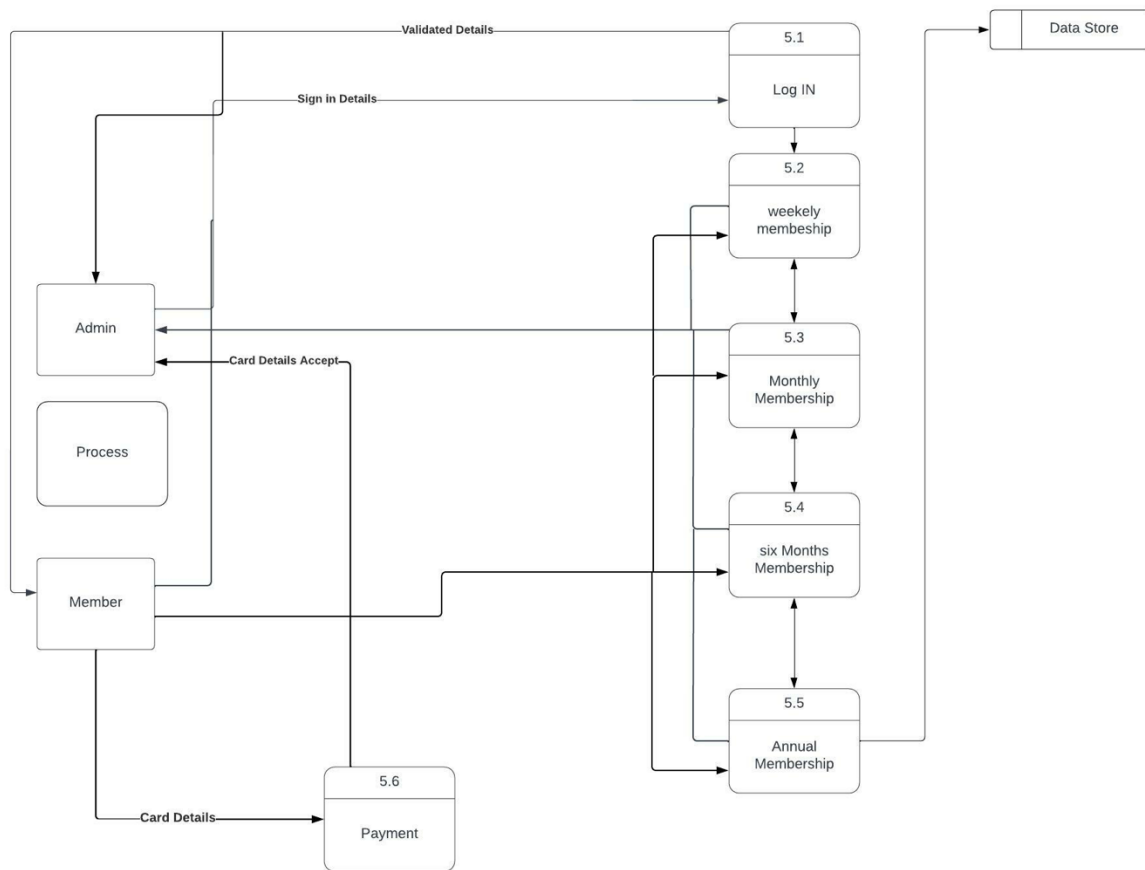 Validated Details
5.1
Data Store
Log IN
Sign in Details
5.2
weekely
membeship
Admin
5.3
Card Details Accept
Monthly
Membership
Process
5.4
six Months
Membership
Member
5.5
Annual
Membership
5.6
Card Details
Payment